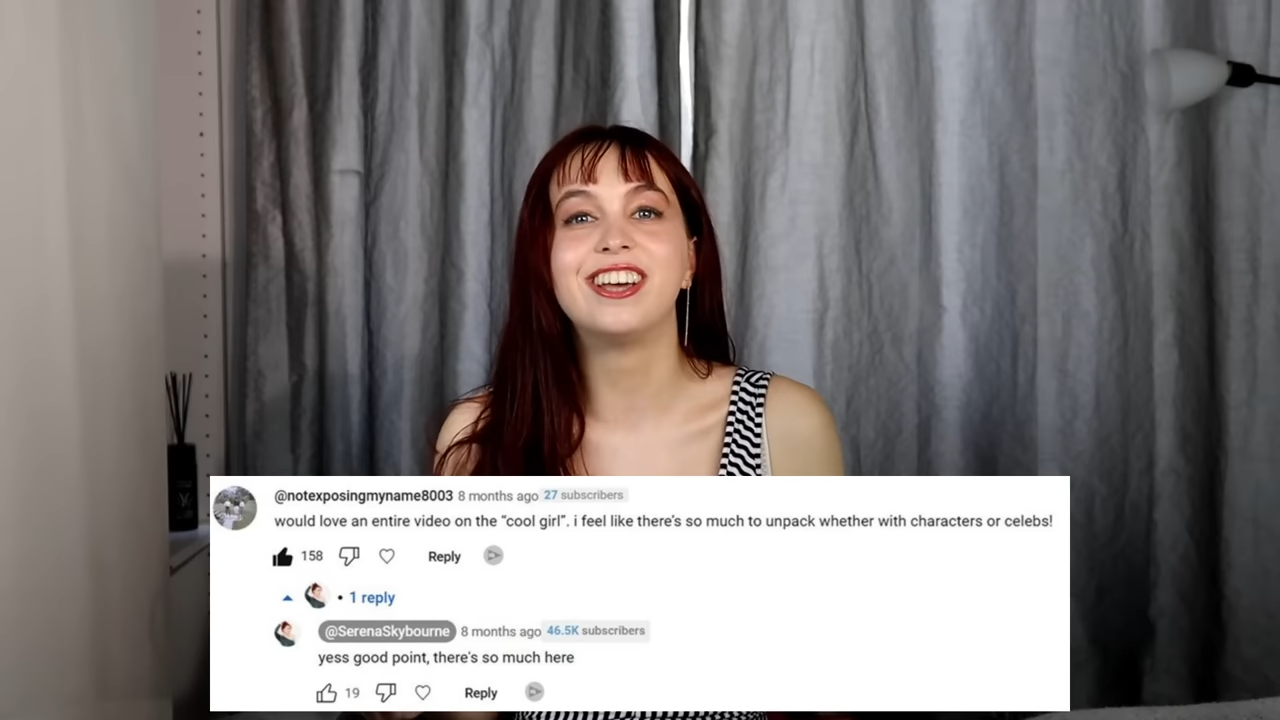 @notexposingmyname8003 8 months ago 27 subscribers
would love an entire video on the “cool girl”. i feel like there’s so much to unpack whether with characters or celebs!
158 Reply
• 1 reply
@SerenaSkybourne 8 months ago 46.5K subscribers
yess good point, there's so much here
19 Reply